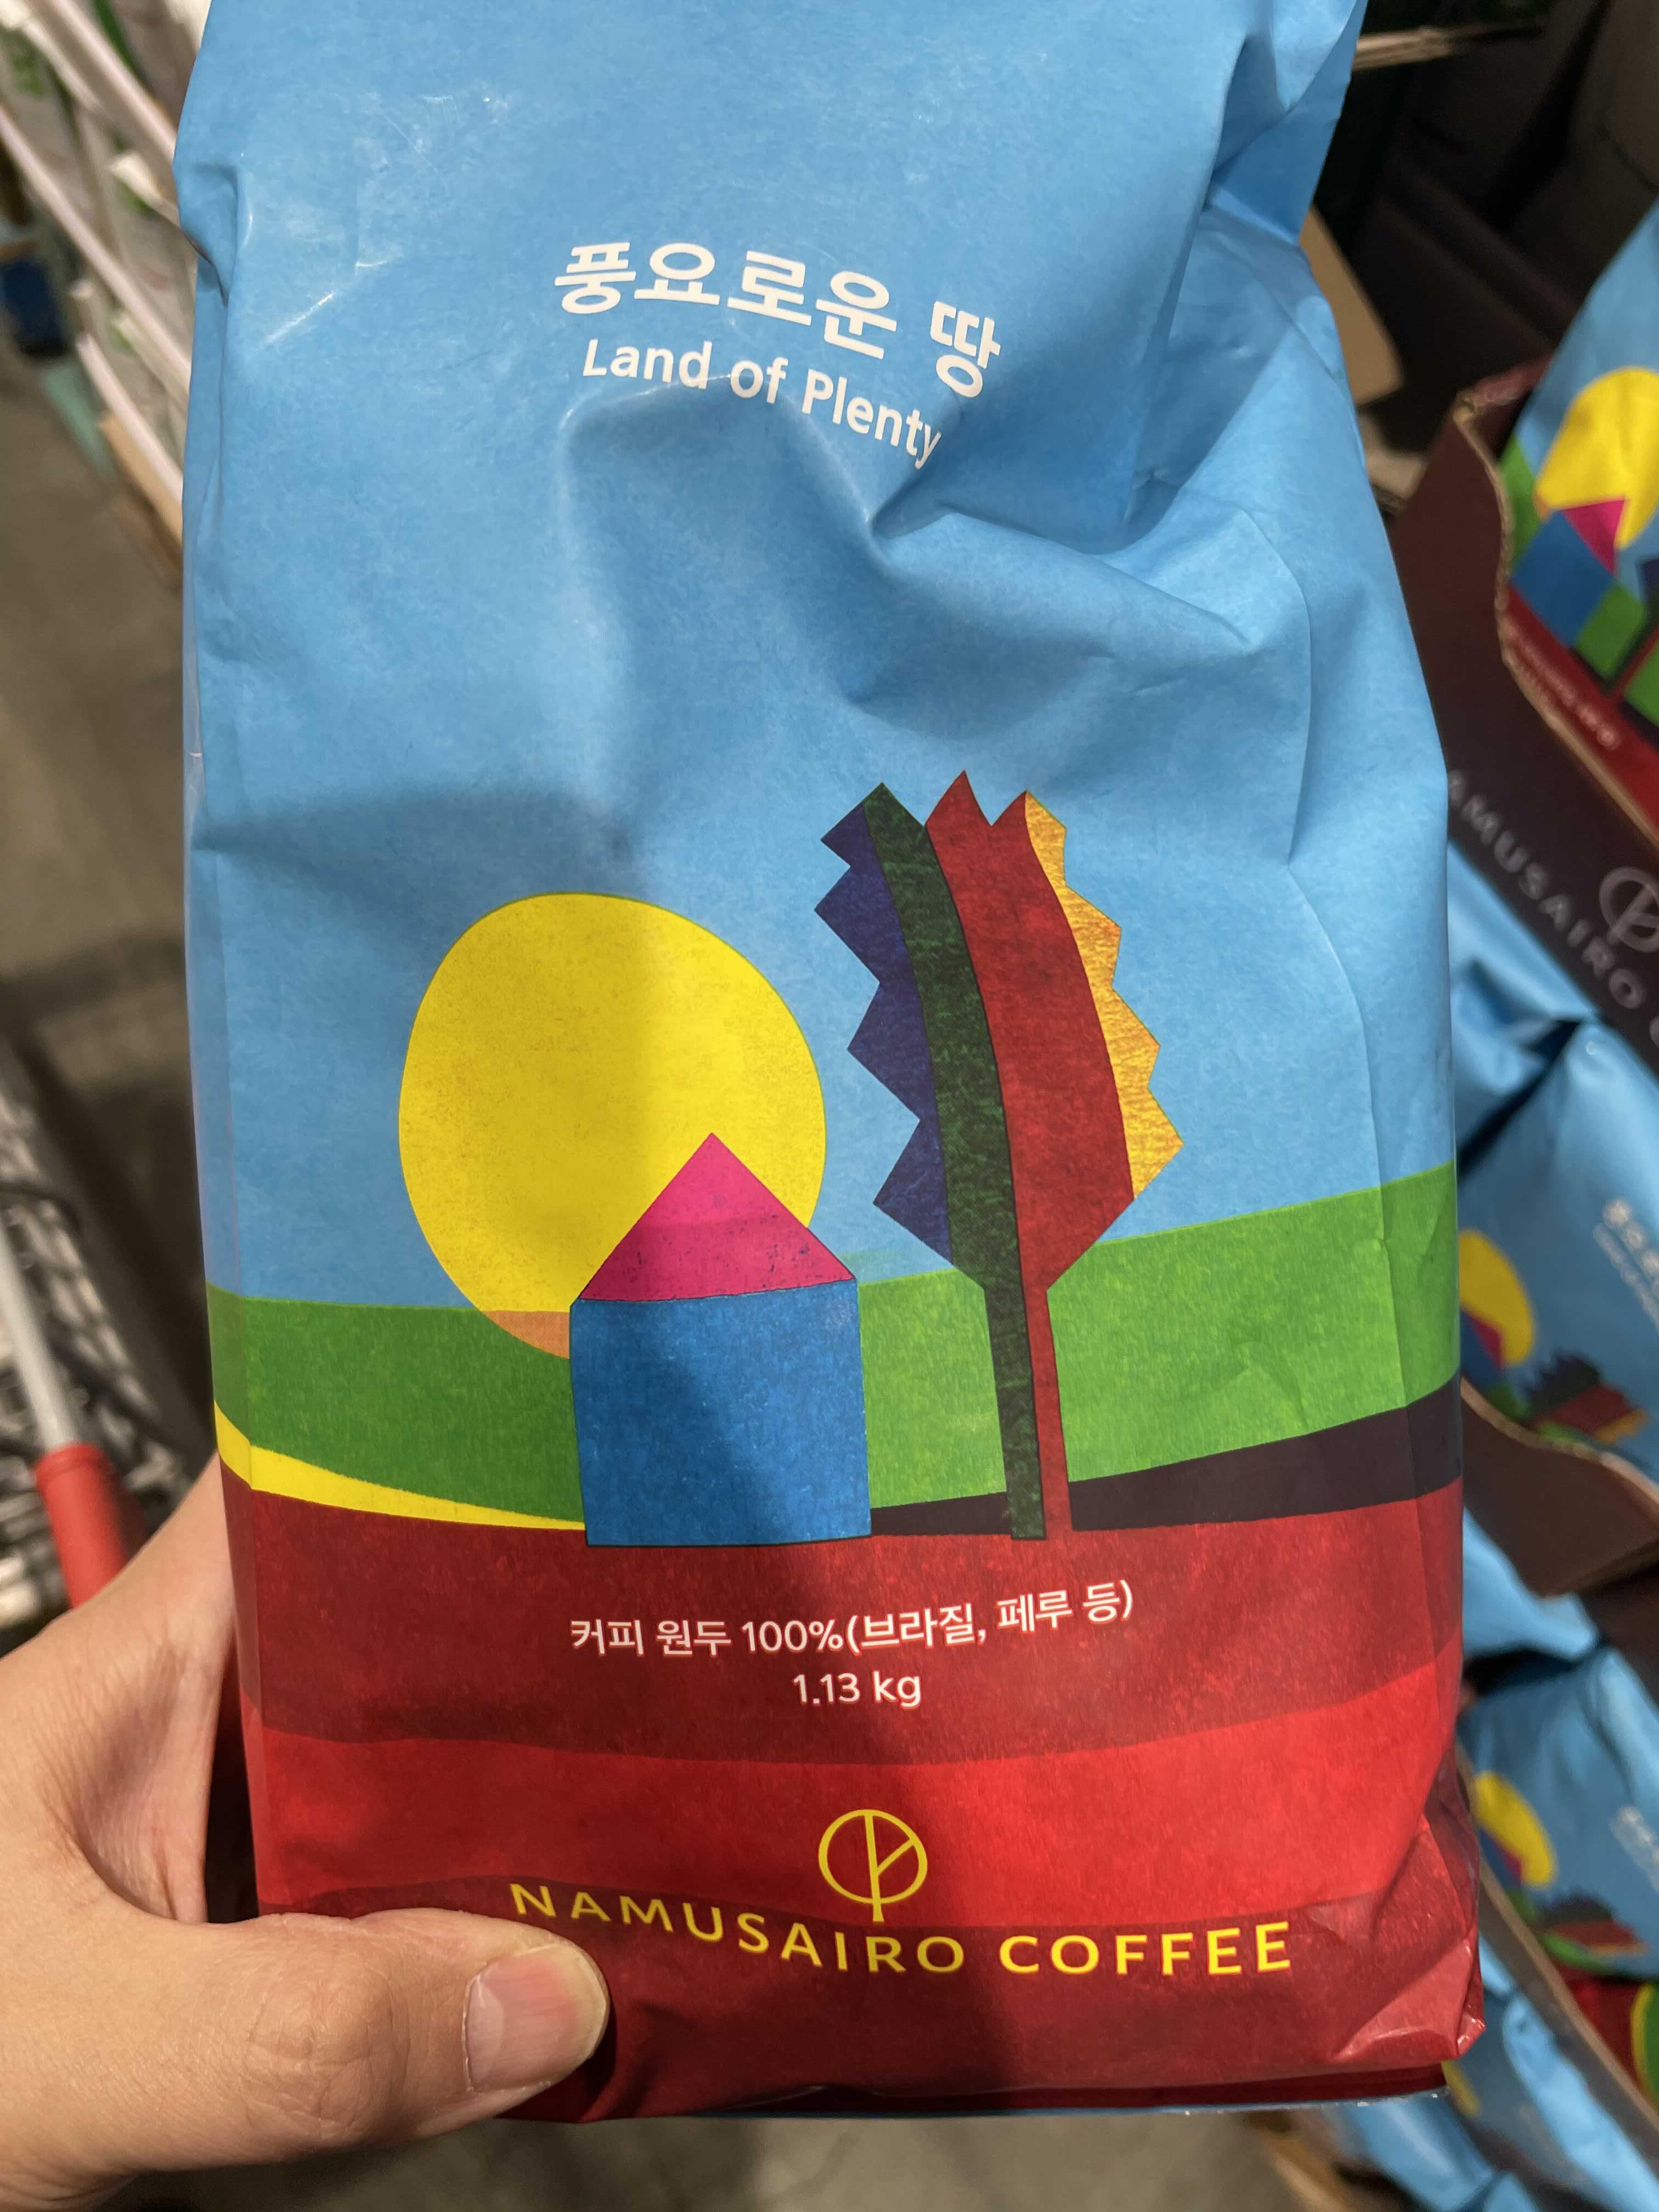 풍요로운 땅
Land of Plenty
커피 원두 100%(브라질, 페루 등)
1.13 kg
NAMUSAIRO COFFEE
AMUSAIRO